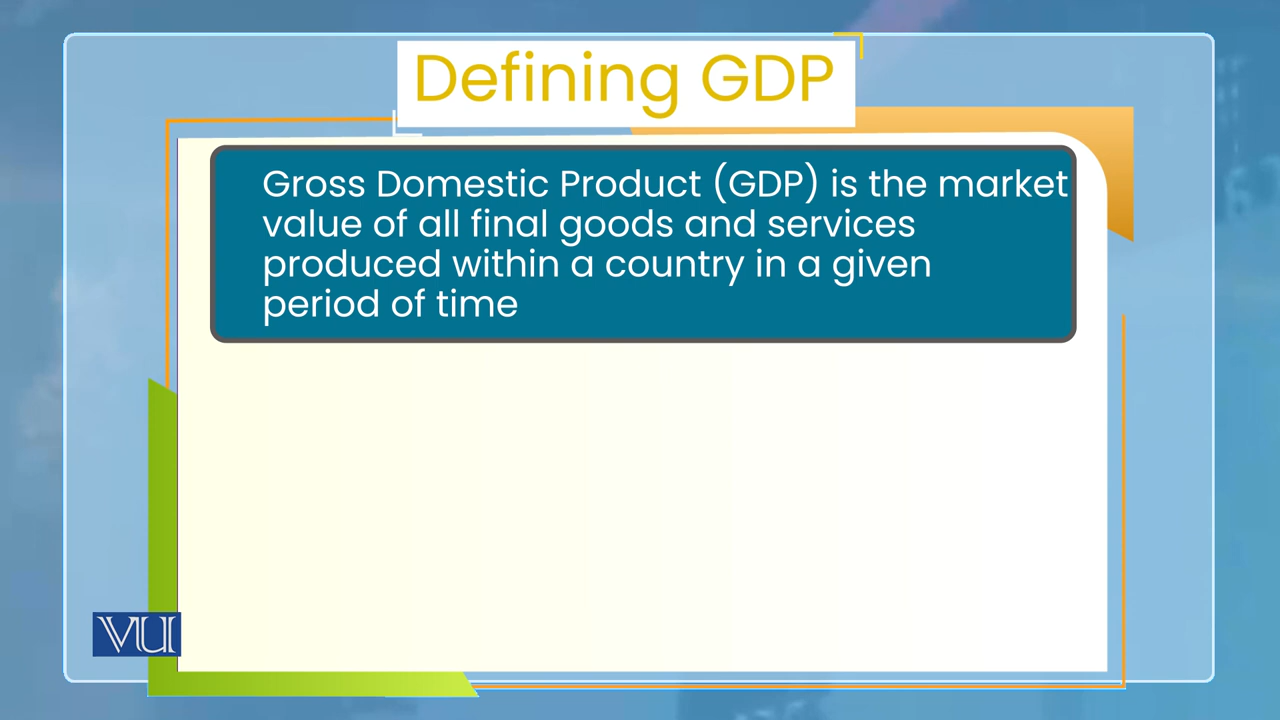 Defining GDP
Gross Domestic Product (GDP) is the market
value of all final goods and services
produced within a country in a given
period of time
VU